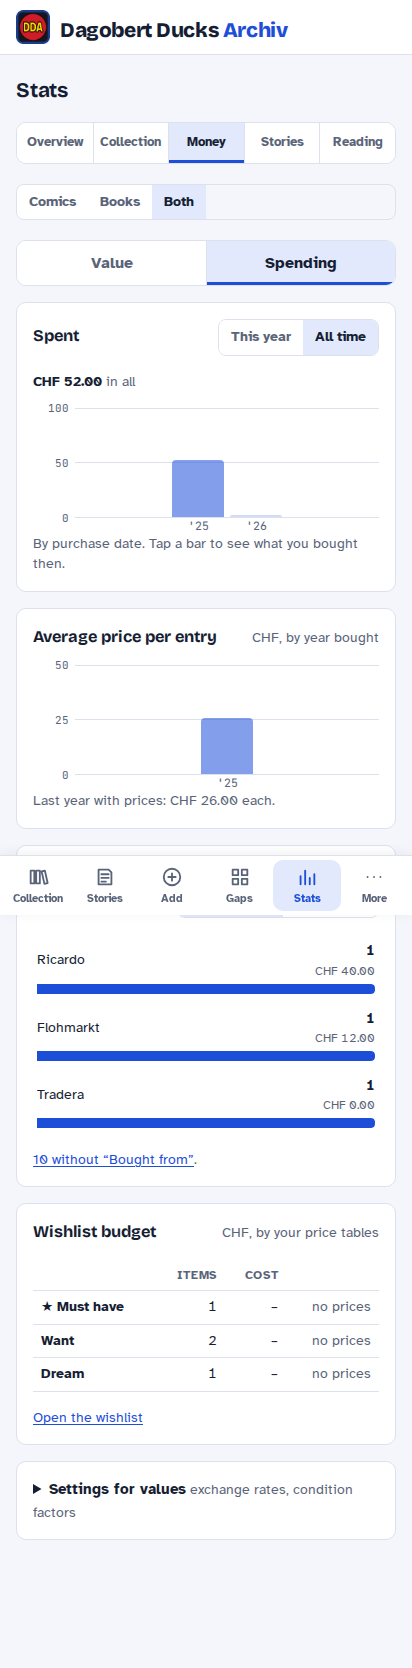 DDA
Dagobert Ducks Archiv
Stats
Overview Collection Money Stories Reading
Comics Books Both
Value Spending
Spent This year All time
CHF 52.00 in all
100
50
0
'25 '26
By purchase date. Tap a bar to see what you bought
then.
Average price per entry CHF, by year bought
50
25
0
'25
Last year with prices: CHF 26.00 each.
Collection Stories Add Gaps Stats More
Ricardo 1
CHF 40.00
Flohmarkt 1
CHF 12.00
Tradera 1
CHF 0.00
10 without “Bought from”.
Wishlist budget CHF, by your price tables
ITEMS COST
★ Must have 1 – no prices
Want 2 – no prices
Dream 1 – no prices
Open the wishlist
▶ Settings for values exchange rates, condition
factors